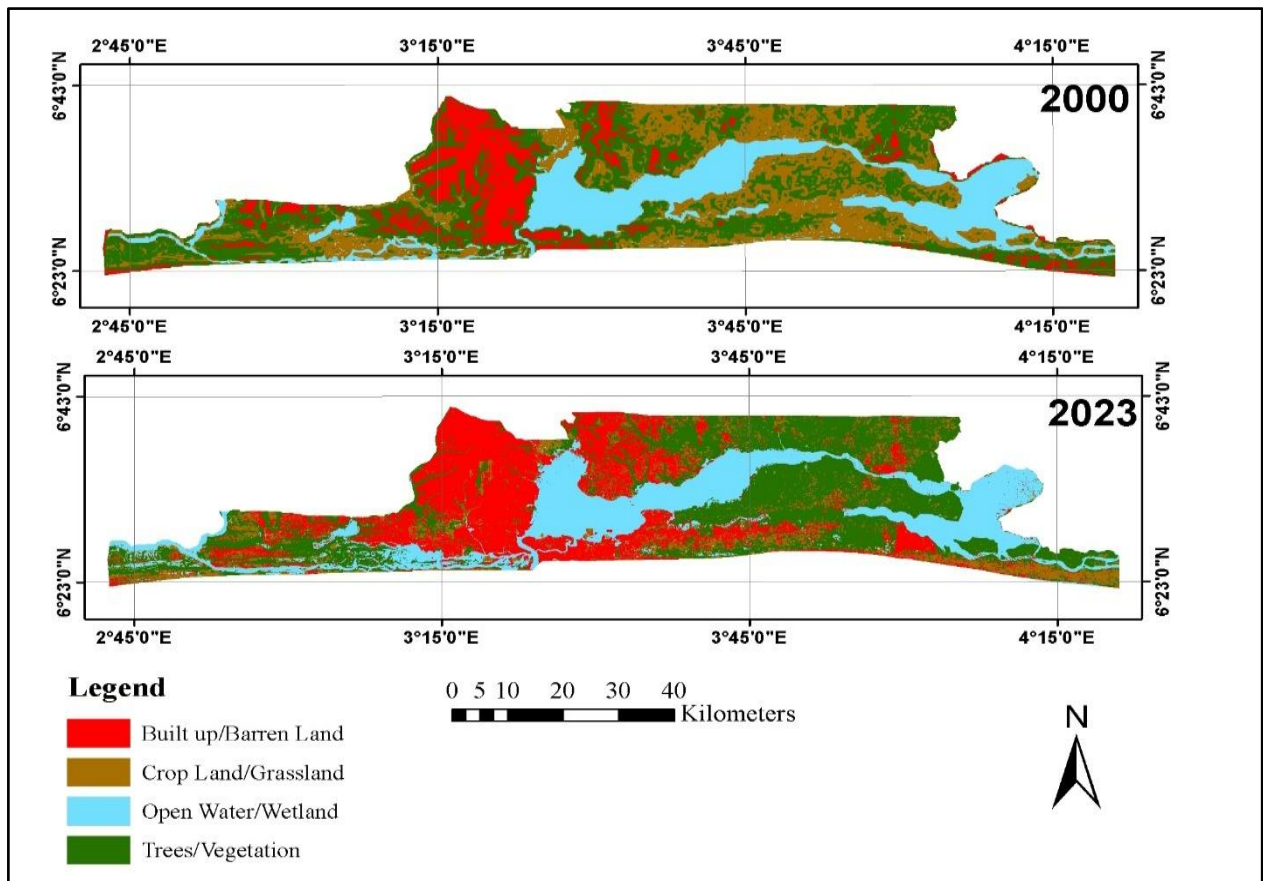 2°45'0"E 3°15'0"E 3°45'0"E 4°15'0"E
6°43'0"N 6°43'0"N
2000
6°23'0"N 6°23'0"N
2°45'0"E 3°15'0"E 3°45'0"E 4°15'0"E
2°45'0"E 3°15'0"E 3°45'0"E 4°15'0"E
6°43'0"N 6°43'0"N
2023
6°23'0"N 6°23'0"N
2°45'0"E 3°15'0"E 3°45'0"E 4°15'0"E
Legend
Built up/Barren Land
Crop Land/Grassland
Open Water/Wetland
Trees/Vegetation
0 5 10 20 30 40
Kilometers
N